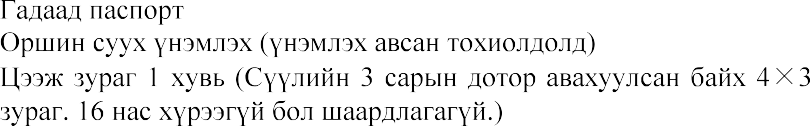 Гадаад паспорт
Оршин суух үнэмлэх (үнэмлэх авсан тохиолдолд)
Цээж зураг 1 хувь (Сүүлийн 3 сарын дотор авахуулсан байх 4×3
зураг. 16 нас хүрээгүй бол шаардлагагүй.)